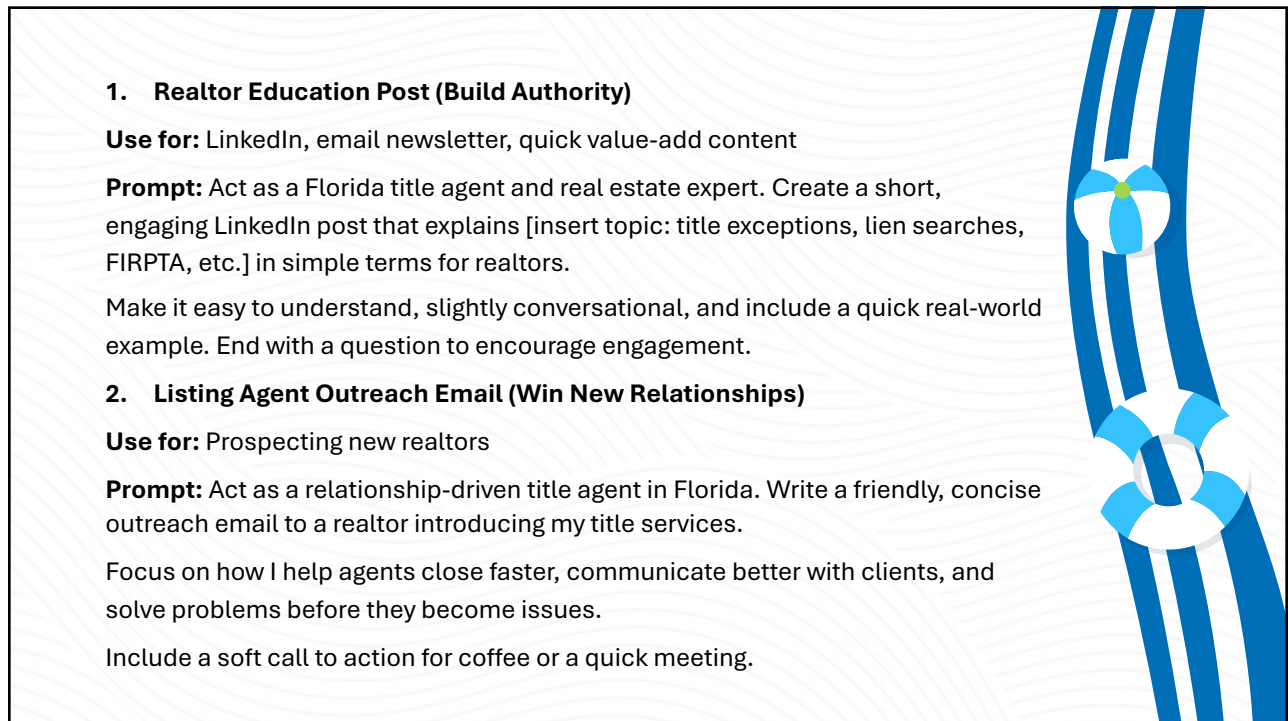 1. Realtor Education Post (Build Authority)
Use for: LinkedIn, email newsletter, quick value-add content
Prompt: Act as a Florida title agent and real estate expert. Create a short,
engaging LinkedIn post that explains [insert topic: title exceptions, lien searches,
FIRPTA, etc.] in simple terms for realtors.
Make it easy to understand, slightly conversational, and include a quick real-world
example. End with a question to encourage engagement.
2. Listing Agent Outreach Email (Win New Relationships)
Use for: Prospecting new realtors
Prompt: Act as a relationship-driven title agent in Florida. Write a friendly, concise
outreach email to a realtor introducing my title services.
Focus on how I help agents close faster, communicate better with clients, and
solve problems before they become issues.
Include a soft call to action for coffee or a quick meeting.